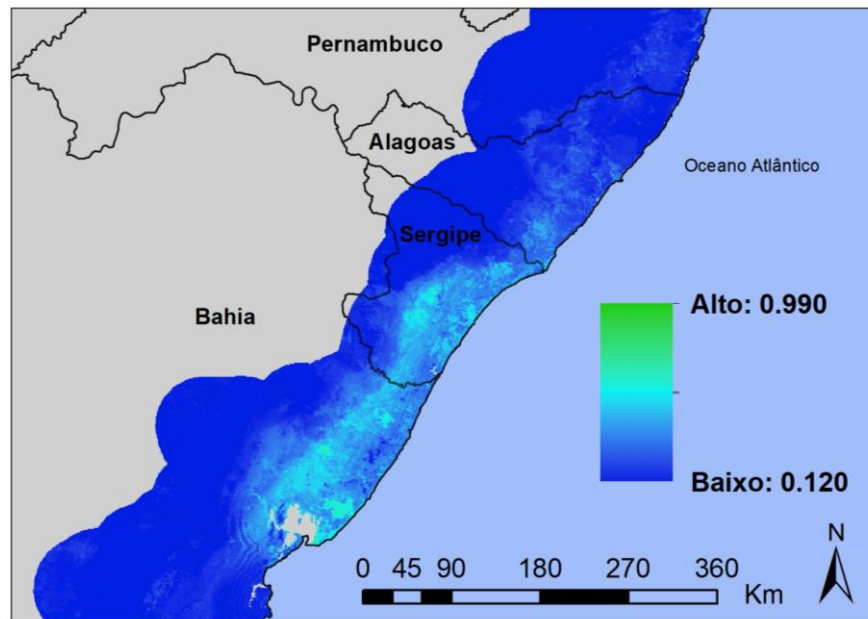 Pernambuco
Alagoas
Oceano Atlântico
Sergipe
Bahia
Alto: 0.990
Baixo: 0.120
N
0 45 90 180 270 360
Km